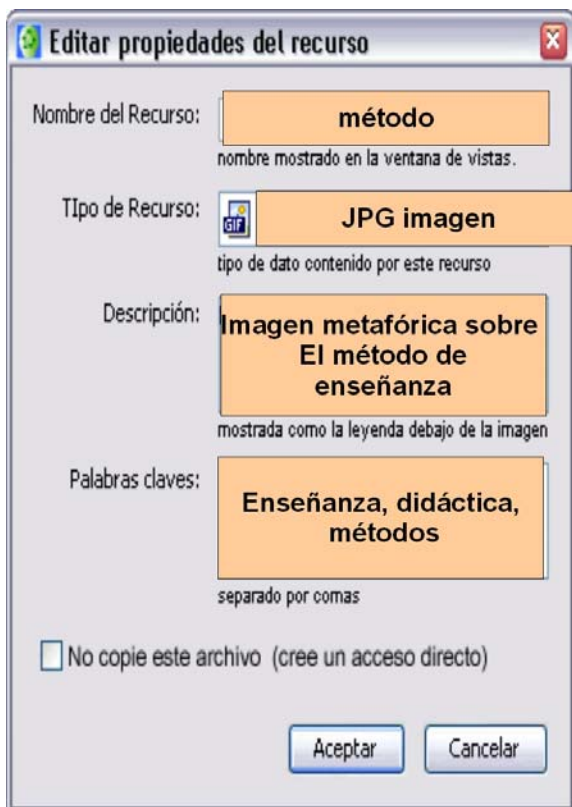 Editar propiedades del recurso
Nombre del Recurso:
método
nombre mostrado en la ventana de vistas.
TIpo de Recurso:
GIF
JPG imagen
tipo de dato contenido por este recurso
Descripción:
Imagen metafórica sobre
El método de
enseñanza
mostrada como la leyenda debajo de la imagen
Palabras claves:
Enseñanza, didáctica,
métodos
separado por comas
No copie este archivo (cree un acceso directo)
Aceptar
Cancelar